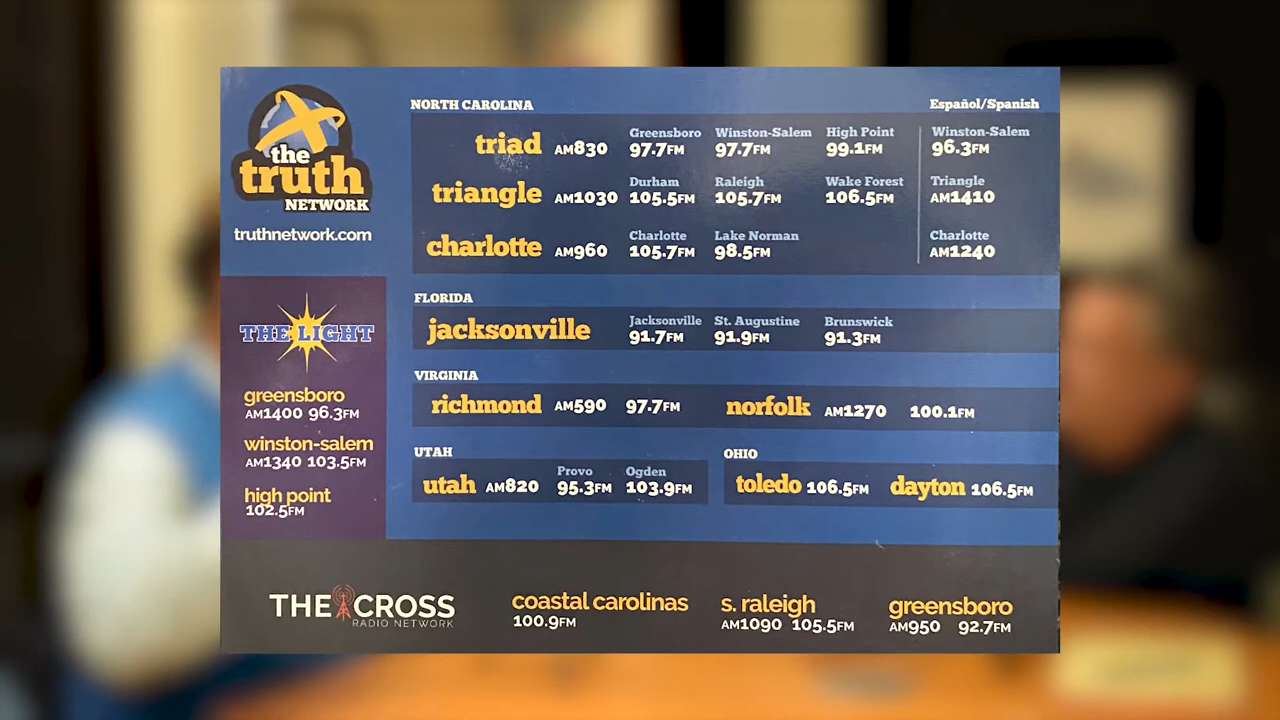 the
truth
NETWORK
truthnetwork.com
NORTH CAROLINA
Español/Spanish
triad AM830 Greensboro 97.7FM Winston-Salem 97.7FM High Point 99.1FM Winston-Salem 96.3FM
triangle AM1030 Durham 105.5FM Raleigh 105.7FM Wake Forest 106.5FM Triangle AM1410
charlotte AM960 Charlotte 105.7FM Lake Norman 98.5FM Charlotte AM1240
FLORIDA
jacksonville Jacksonville 91.7FM St. Augustine 91.9FM Brunswick 91.3FM
VIRGINIA
richmond AM590 97.7FM norfolk AM1270 100.1FM
UTAH
utah AM820 Provo 95.3FM Ogden 103.9FM
OHIO
toledo 106.5FM dayton 106.5FM
THE LIGHT
greensboro
AM1400 96.3FM
winston-salem
AM1340 103.5FM
high point
102.5FM
THE CROSS
RADIO NETWORK
coastal carolinas
100.9FM
s. raleigh
AM1090 105.5FM
greensboro
AM950 92.7FM